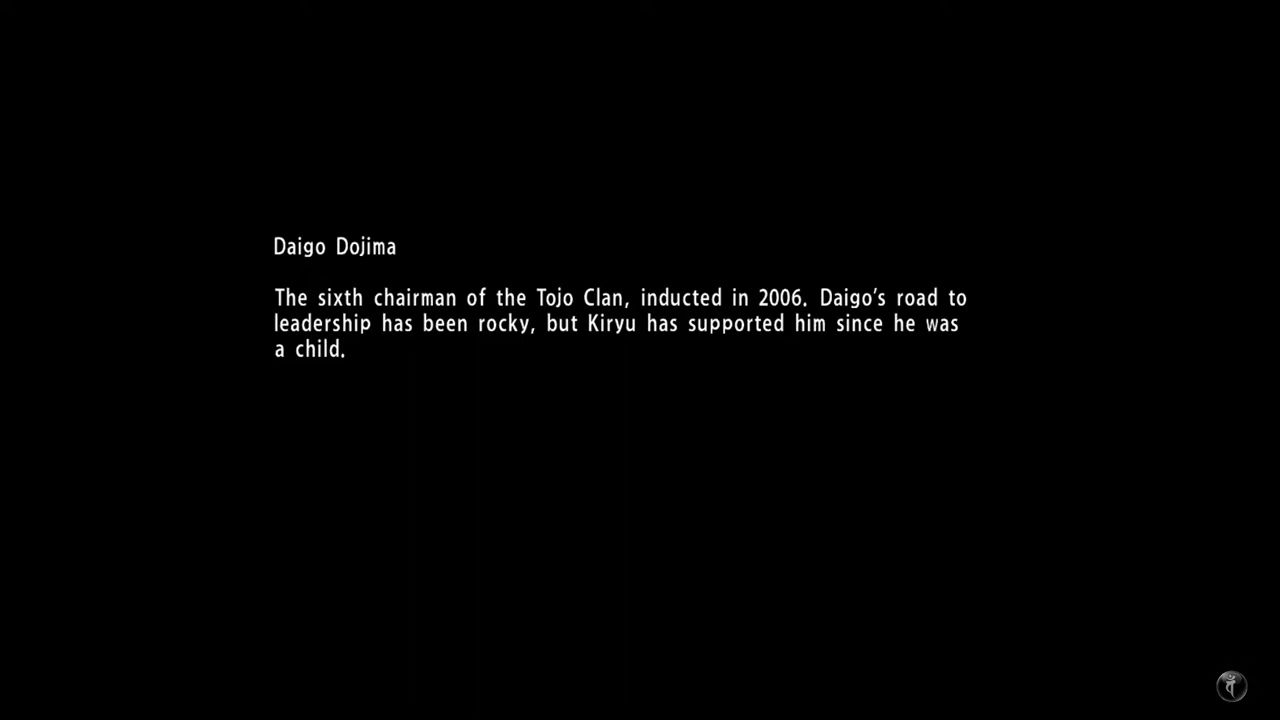 Daigo Dojima
The sixth chairman of the Tojo Clan, inducted in 2006. Daigo's road to
leadership has been rocky, but Kiryu has supported him since he was
a child.